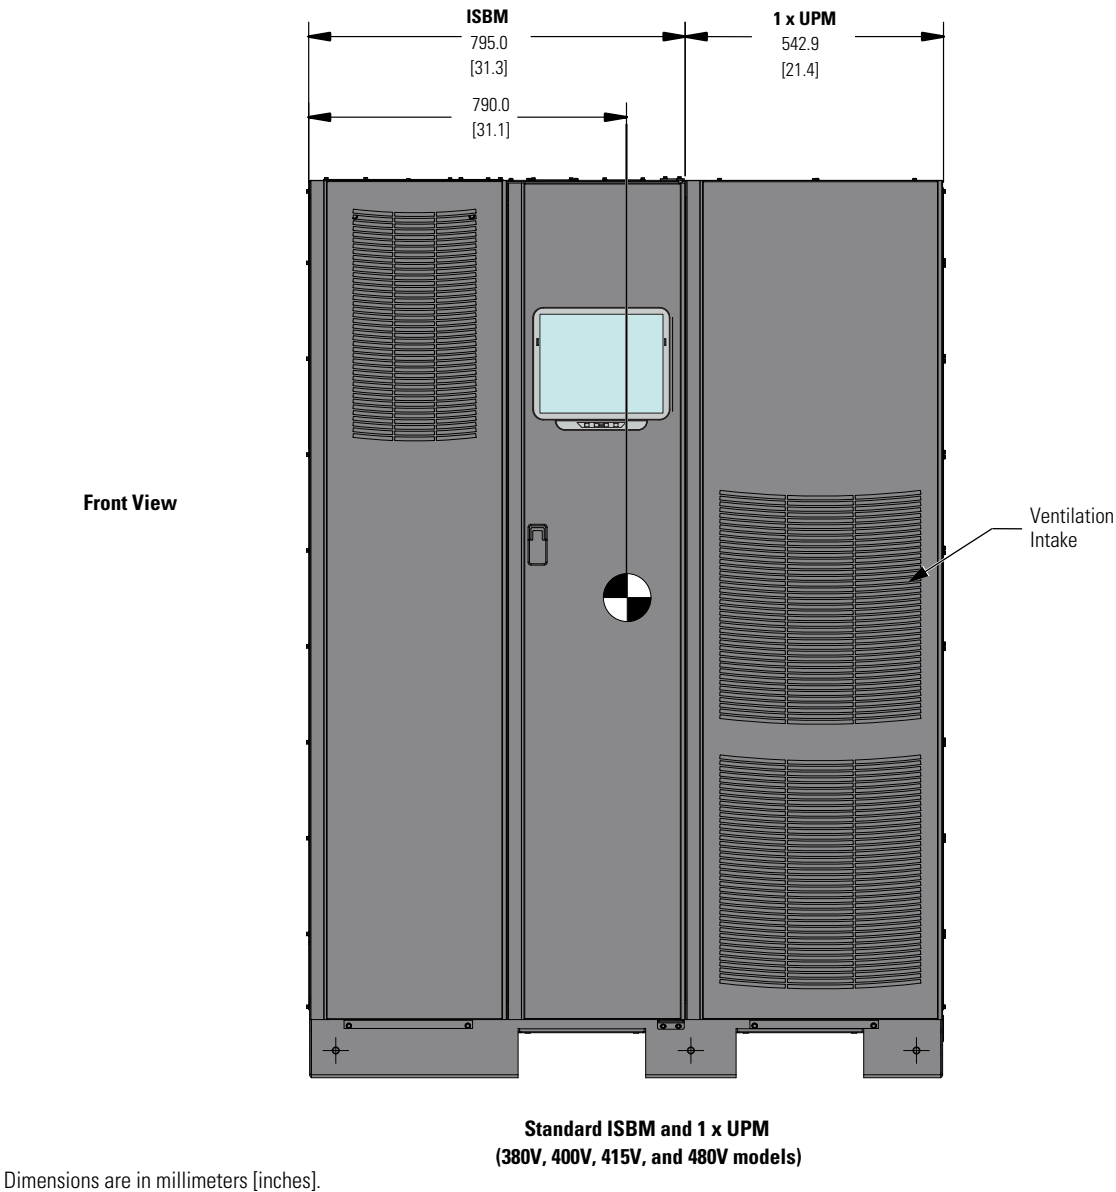 ISBM
795.0
[31.3]
1 x UPM
542.9
[21.4]
790.0
[31.1]
Front View
Ventilation
Intake
Standard ISBM and 1 x UPM
(380V, 400V, 415V, and 480V models)
Dimensions are in millimeters [inches].